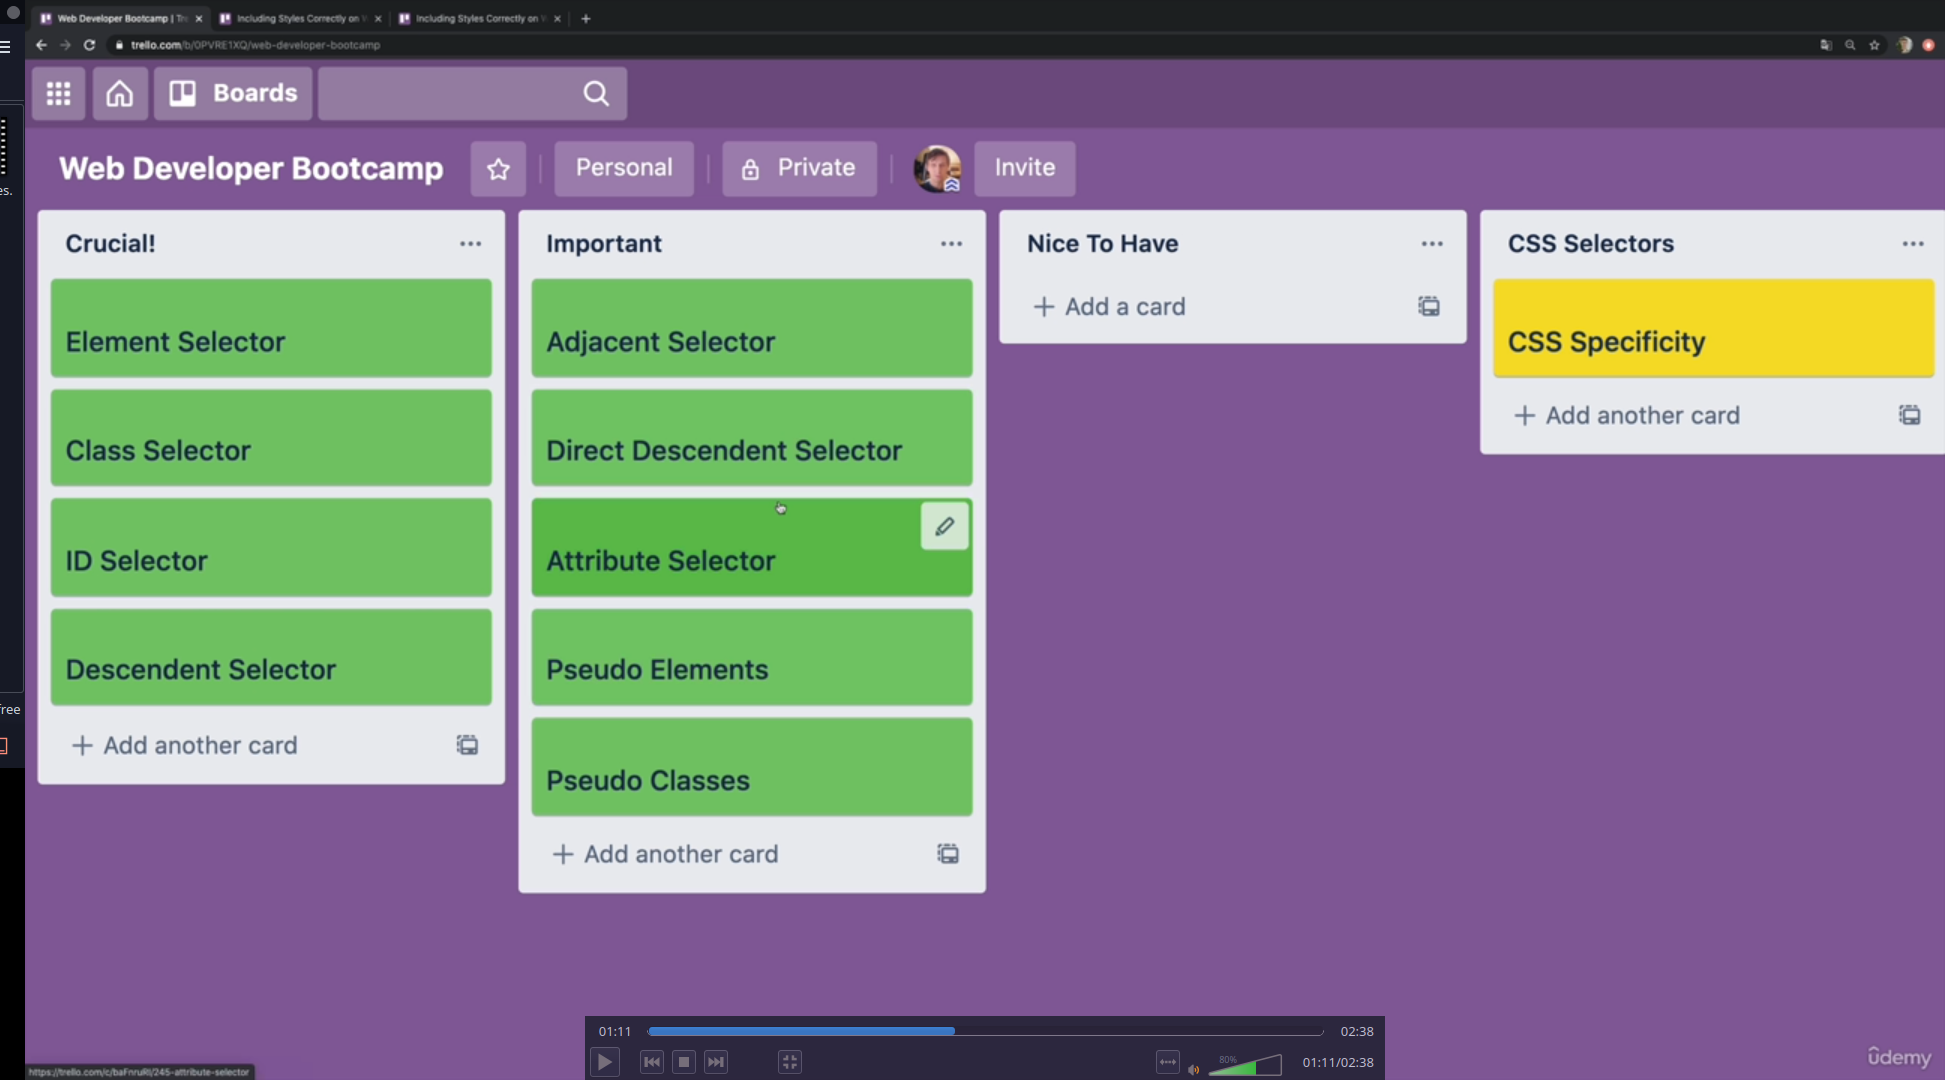 Web Developer Bootcamp | Tre
Including Styles Correctly on W
Including Styles Correctly on W
trello.com/b/0PVRE1XQ/web-developer-bootcamp
Boards
Web Developer Bootcamp
Personal
Private
Invite
es.
free
Crucial!
Element Selector
Class Selector
ID Selector
Descendent Selector
+ Add another card
Important
Adjacent Selector
Direct Descendent Selector
Attribute Selector
Pseudo Elements
Pseudo Classes
+ Add another card
Nice To Have
+ Add a card
CSS Selectors
CSS Specificity
+ Add another card
01:11
02:38
80%
01:11/02:38
https://trello.com/c/baFnruRl/245-attribute-selector
ûdemy